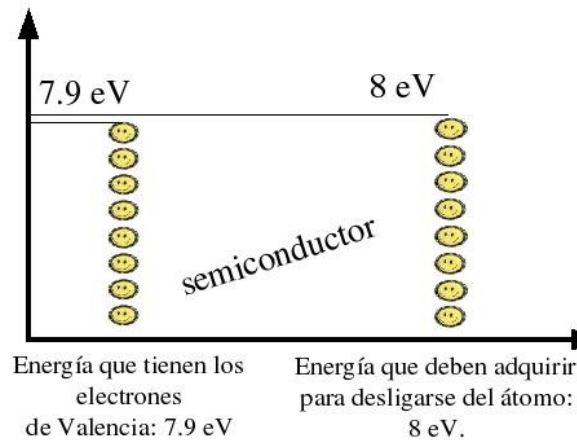 7.9 eV
8 eV
semiconductor
Energía que tienen los
electrones
de Valencia: 7.9 eV
Energía que deben adquirir
para desligarse del átomo:
8 eV.